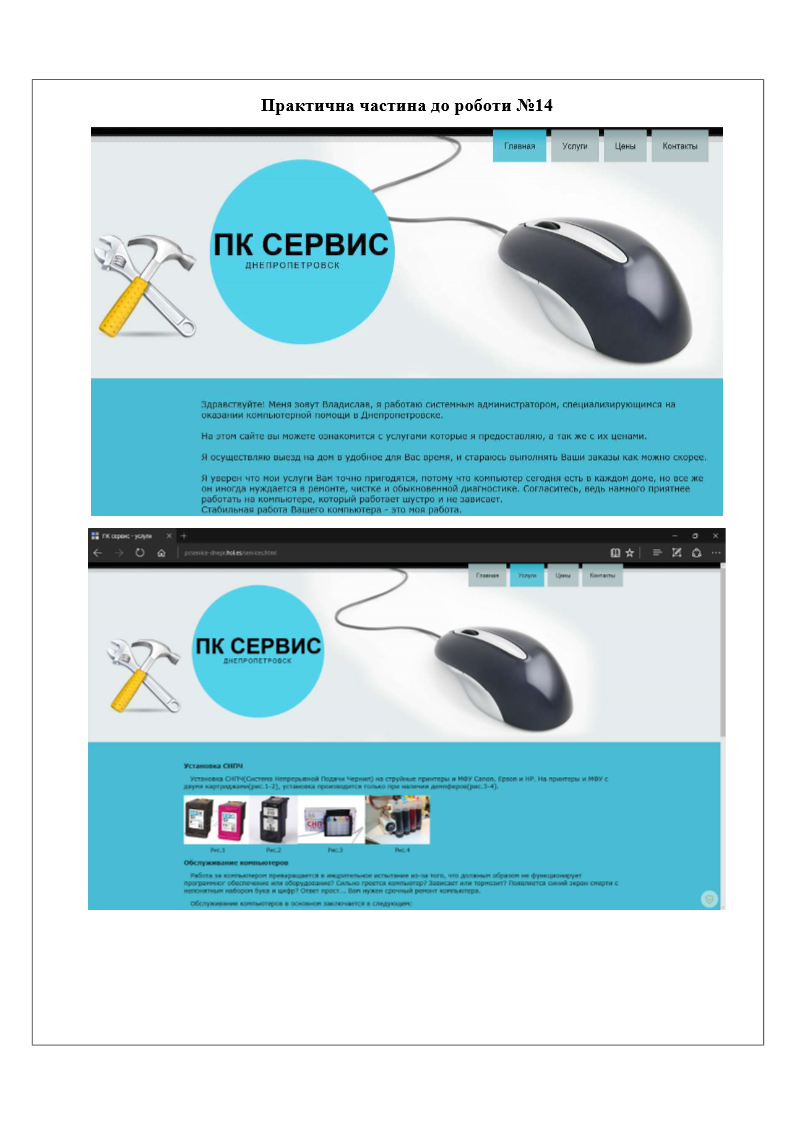 Практична частина до роботи №14
Главная Услуги Цены Контакты
ПК СЕРВИС
ДНЕПРОПЕТРОВСК
Здравствуйте! Меня зовут Владислав, я работаю системным администратором, специализирующимся на
оказании компьютерной помощи в Днепропетровске.
На этом сайте вы можете ознакомится с услугами которые я предоставляю, а так же с их ценами.
Я осуществляю выезд на дом в удобное для Вас время, и стараюсь выполнять Ваши заказы как можно скорее.
Я уверен что мои услуги Вам точно пригодятся, потому что компьютер сегодня есть в каждом доме, но все же
он иногда нуждается в ремонте, чистке и обыкновенной диагностике. Согласитесь, ведь намного приятнее
работать на компьютере, который работает шустро и не зависает.
Стабильная работа Вашего компьютера - это моя работа.
ПК сервис - услуги
pcservice-dnepr.hol.es/services.html
Главная Услуги Цены Контакты
ПК СЕРВИС
ДНЕПРОПЕТРОВСК
Установка СНПЧ
Установка СНПЧ(Система Непрерывной Подачи Чернил) на струйные принтеры и МФУ Canon, Epson и HP. На принтеры и МФУ с
двумя картриджами(рис.1-2), установка производится только при наличии демпферов(рис.3-4).
Рис.1 Рис.2 Рис.3 Рис.4
Обслуживание компьютеров
Работа за компьютером превращается в изощрительное испытание из-за того, что должным образом не функционирует
программног обеспечение или оборудование? Сильно греется компьютер? Зависает или тормозит? Появляется синий экран смерти с
непонятным набором букв и цифр? Ответ прост... Вам нужен срочный ремонт компьютера.
Обслуживание компьютеров в основном заключается в следующем: